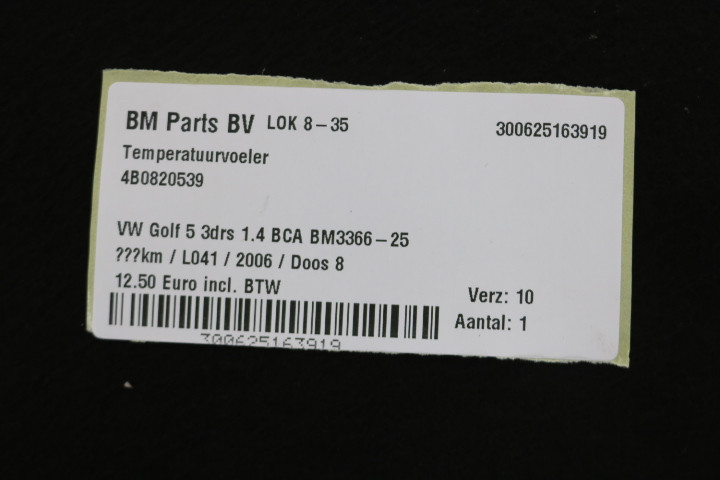 BM Parts BV LOK 8-35 300625163919
Temperatuurvoeler
4B0820539
VW Golf 5 3drs 1.4 BCA BM3366-25
???km / L041 / 2006 / Doos 8
12.50 Euro incl. BTW
Verz: 10
Aantal: 1
300625163919